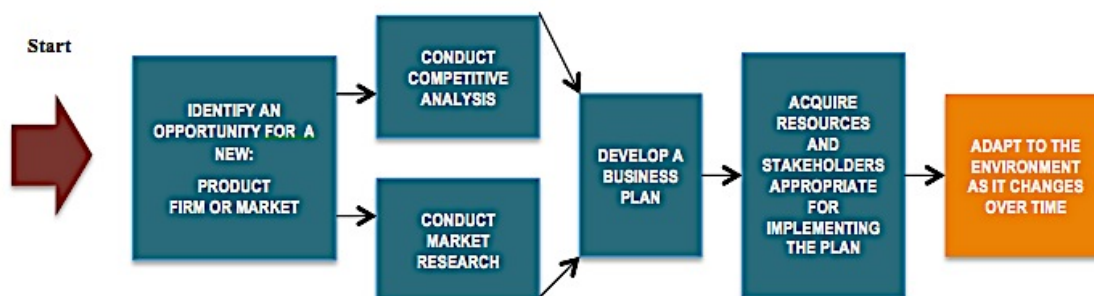 Start
IDENTIFY AN
OPPORTUNITY FOR A
NEW:
PRODUCT
FIRM OR MARKET
CONDUCT
COMPETITIVE
ANALYSIS
CONDUCT
MARKET
RESEARCH
DEVELOP A
BUSINESS
PLAN
ACQUIRE
RESOURCES
AND
STAKEHOLDERS
APPROPRIATE
FOR
IMPLEMENTING
THE PLAN
ADAPT TO THE
ENVIRONMENT
AS IT CHANGES
OVER TIME